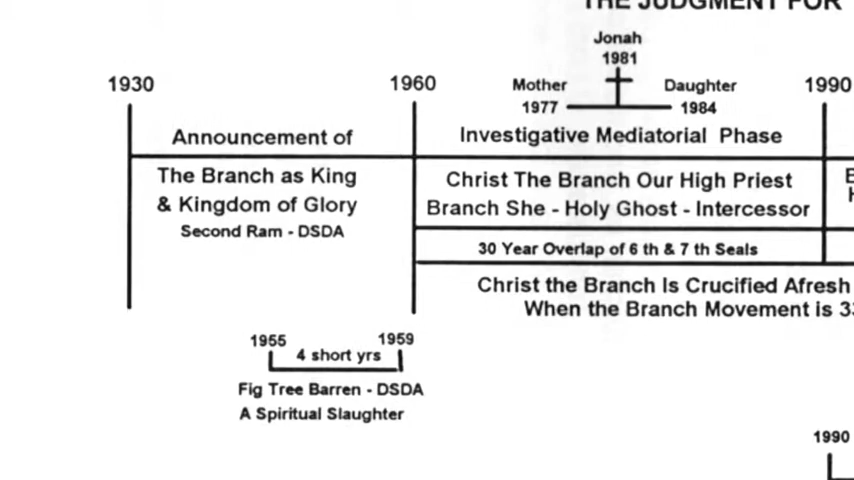 THE JUDGMENT FOR
Jonah
1981
1930
1960
Mother
Daughter
1990
1977
1984
Announcement of
Investigative Mediatorial Phase
The Branch as King
& Kingdom of Glory
Second Ram - DSDA
Christ The Branch Our High Priest
Branch She - Holy Ghost - Intercessor
30 Year Overlap of 6 th & 7 th Seals
Christ the Branch Is Crucified Afresh
When the Branch Movement is
1955
1959
4 short yrs
Fig Tree Barren - DSDA
A Spiritual Slaughter
1990